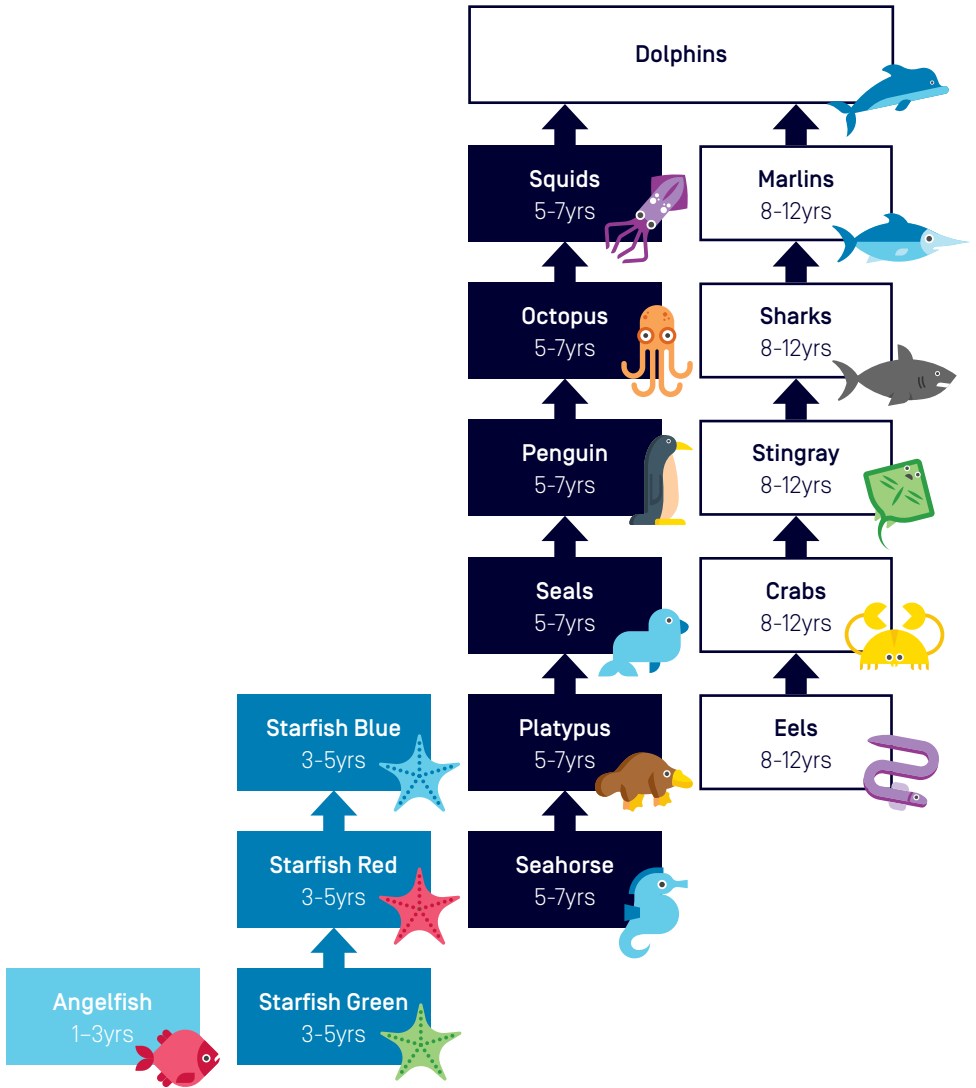 Dolphins
Squids
5-7yrs
Marlins
8-12yrs
Octopus
5-7yrs
Sharks
8-12yrs
Penguin
5-7yrs
Stingray
8-12yrs
Seals
5-7yrs
Crabs
8-12yrs
Starfish Blue
3-5yrs
Platypus
5-7yrs
Eels
8-12yrs
Starfish Red
3-5yrs
Seahorse
5-7yrs
Angelfish
1–3yrs
Starfish Green
3-5yrs